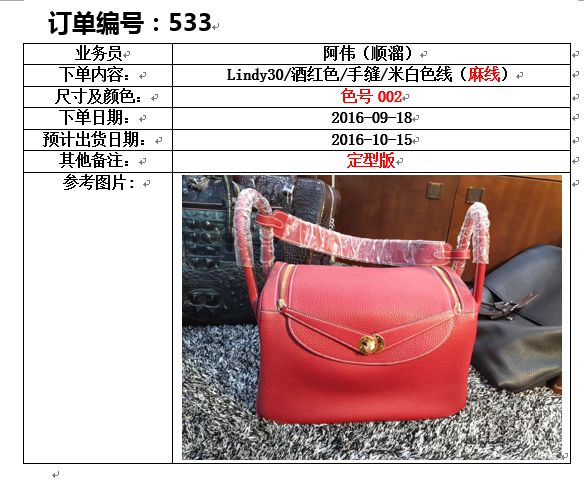 订单编号：533
业务员 阿伟（顺溜）
下单内容： Lindy30/酒红色/手缝/米白色线（麻线）
尺寸及颜色： 色号 002
下单日期： 2016-09-18
预计出货日期： 2016-10-15
其他备注： 定型版
参考图片：